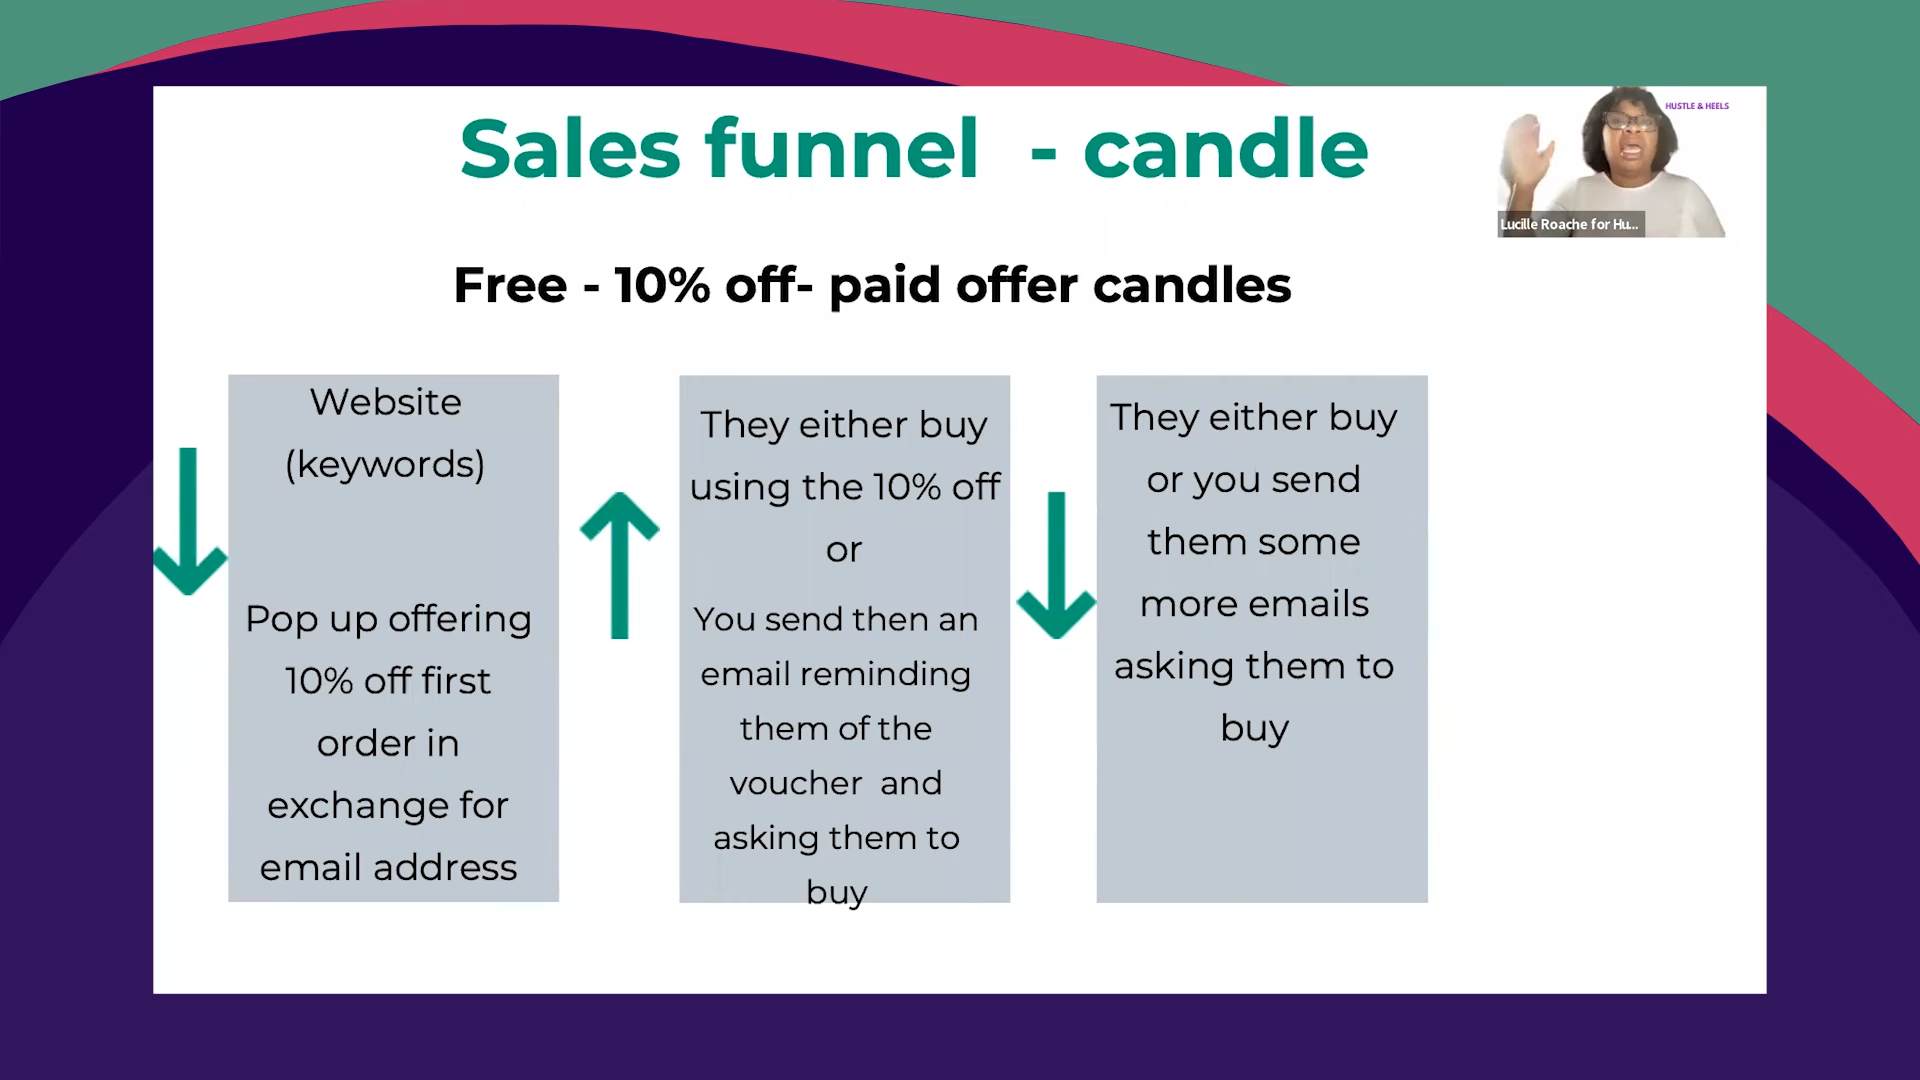 Sales funnel - candle
HUSTLE & HEELS
Lucille Roache for Hu...
Free - 10% off- paid offer candles
Website
(keywords)
Pop up offering
10% off first
order in
exchange for
email address
They either buy
using the 10% off
or
You send then an
email reminding
them of the
voucher and
asking them to
buy
They either buy
or you send
them some
more emails
asking them to
buy